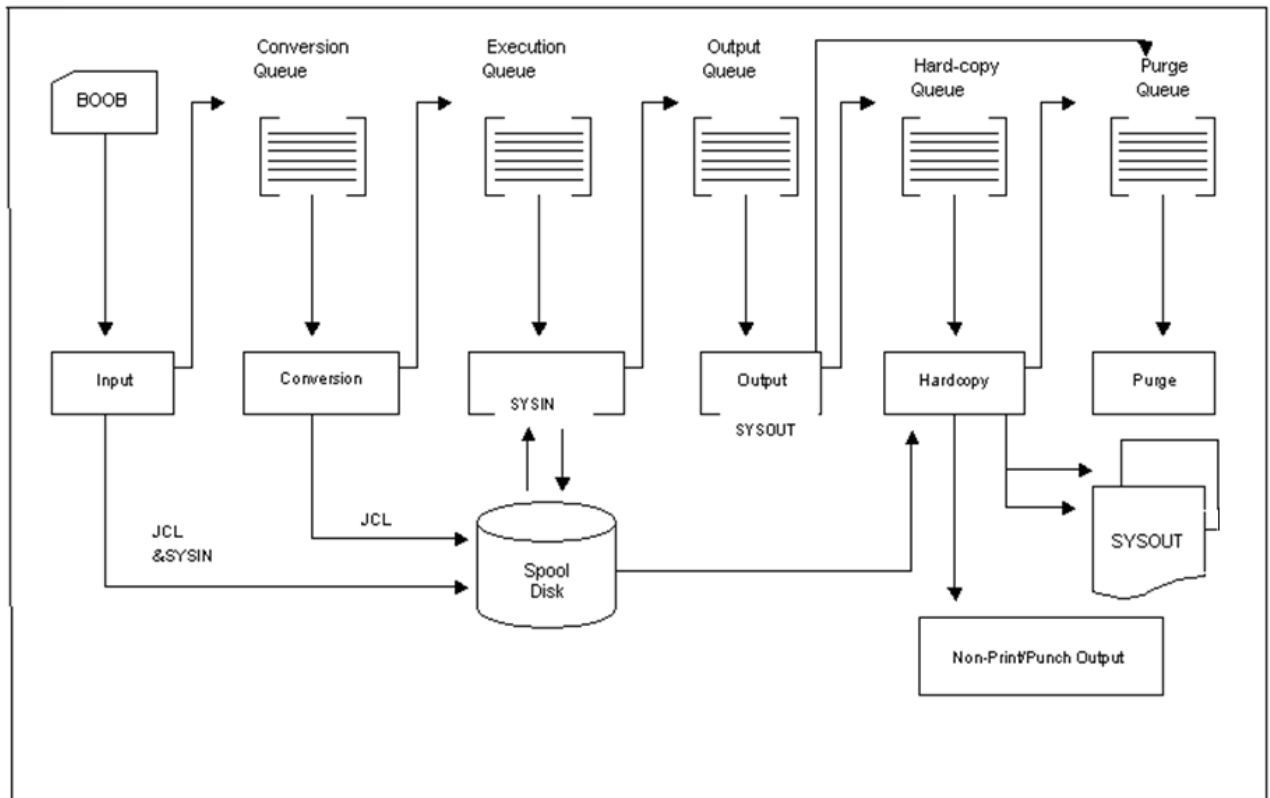 Conversion
Queue
Execution
Queue
Output
Queue
Hard-copy
Queue
Purge
Queue
BOOB
Input
Conversion
SYSIN
Output
SYSOUT
Hardcopy
Purge
JCL
&SYSIN
JCL
Spool
Disk
SYSOUT
Non-Print/Punch Output